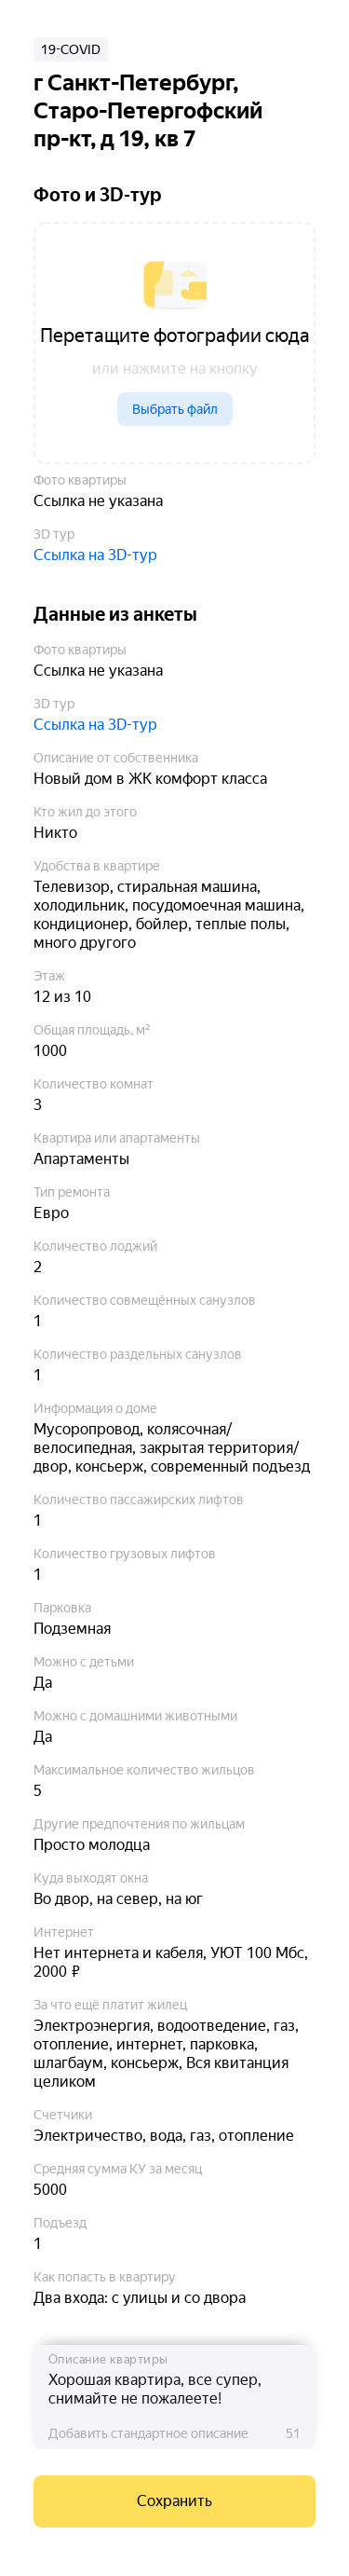 19-COVID
г Санкт-Петербург,
Старо-Петергофский
пр-кт, д 19, кв 7
Фото и 3D-тур
Перетащите фотографии сюда
или нажмите на кнопку
Выбрать файл
Фото квартиры
Ссылка не указана
3D тур
Ссылка на 3D-тур
Данные из анкеты
Фото квартиры
Ссылка не указана
3D тур
Ссылка на 3D-тур
Описание от собственника
Новый дом в ЖК комфорт класса
Кто жил до этого
Никто
Удобства в квартире
Телевизор, стиральная машина,
холодильник, посудомоечная машина,
кондиционер, бойлер, теплые полы,
много другого
Этаж
12 из 10
Общая площадь, м²
1000
Количество комнат
3
Квартира или апартаменты
Апартаменты
Тип ремонта
Евро
Количество лоджий
2
Количество совмещённых санузлов
1
Количество раздельных санузлов
1
Информация о доме
Мусоропровод, колясочная/
велосипедная, закрытая территория/
двор, консьерж, современный подъезд
Количество пассажирских лифтов
1
Количество грузовых лифтов
1
Парковка
Подземная
Можно с детьми
Да
Можно с домашними животными
Да
Максимальное количество жильцов
5
Другие предпочтения по жильцам
Просто молодца
Куда выходят окна
Во двор, на север, на юг
Интернет
Нет интернета и кабеля, УЮТ 100 Мбс,
2000 ₽
За что ещё платит жилец
Электроэнергия, водоотведение, газ,
отопление, интернет, парковка,
шлагбаум, консьерж, Вся квитанция
целиком
Счетчики
Электричество, вода, газ, отопление
Средняя сумма КУ за месяц
5000
Подъезд
1
Как попасть в квартиру
Два входа: с улицы и со двора
Описание квартиры
Хорошая квартира, все супер,
снимайте не пожалеете!
Добавить стандартное описание 51
Сохранить